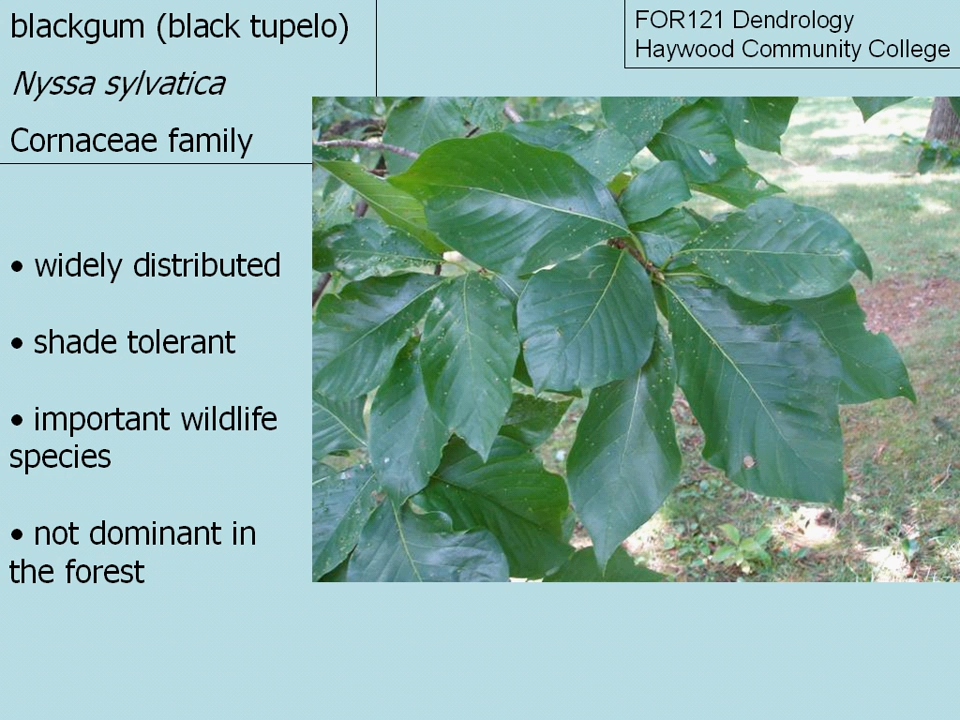 blackgum (black tupelo)
Nyssa sylvatica
Cornaceae family
FOR121 Dendrology
Haywood Community College
• widely distributed
• shade tolerant
• important wildlife
species
• not dominant in
the forest